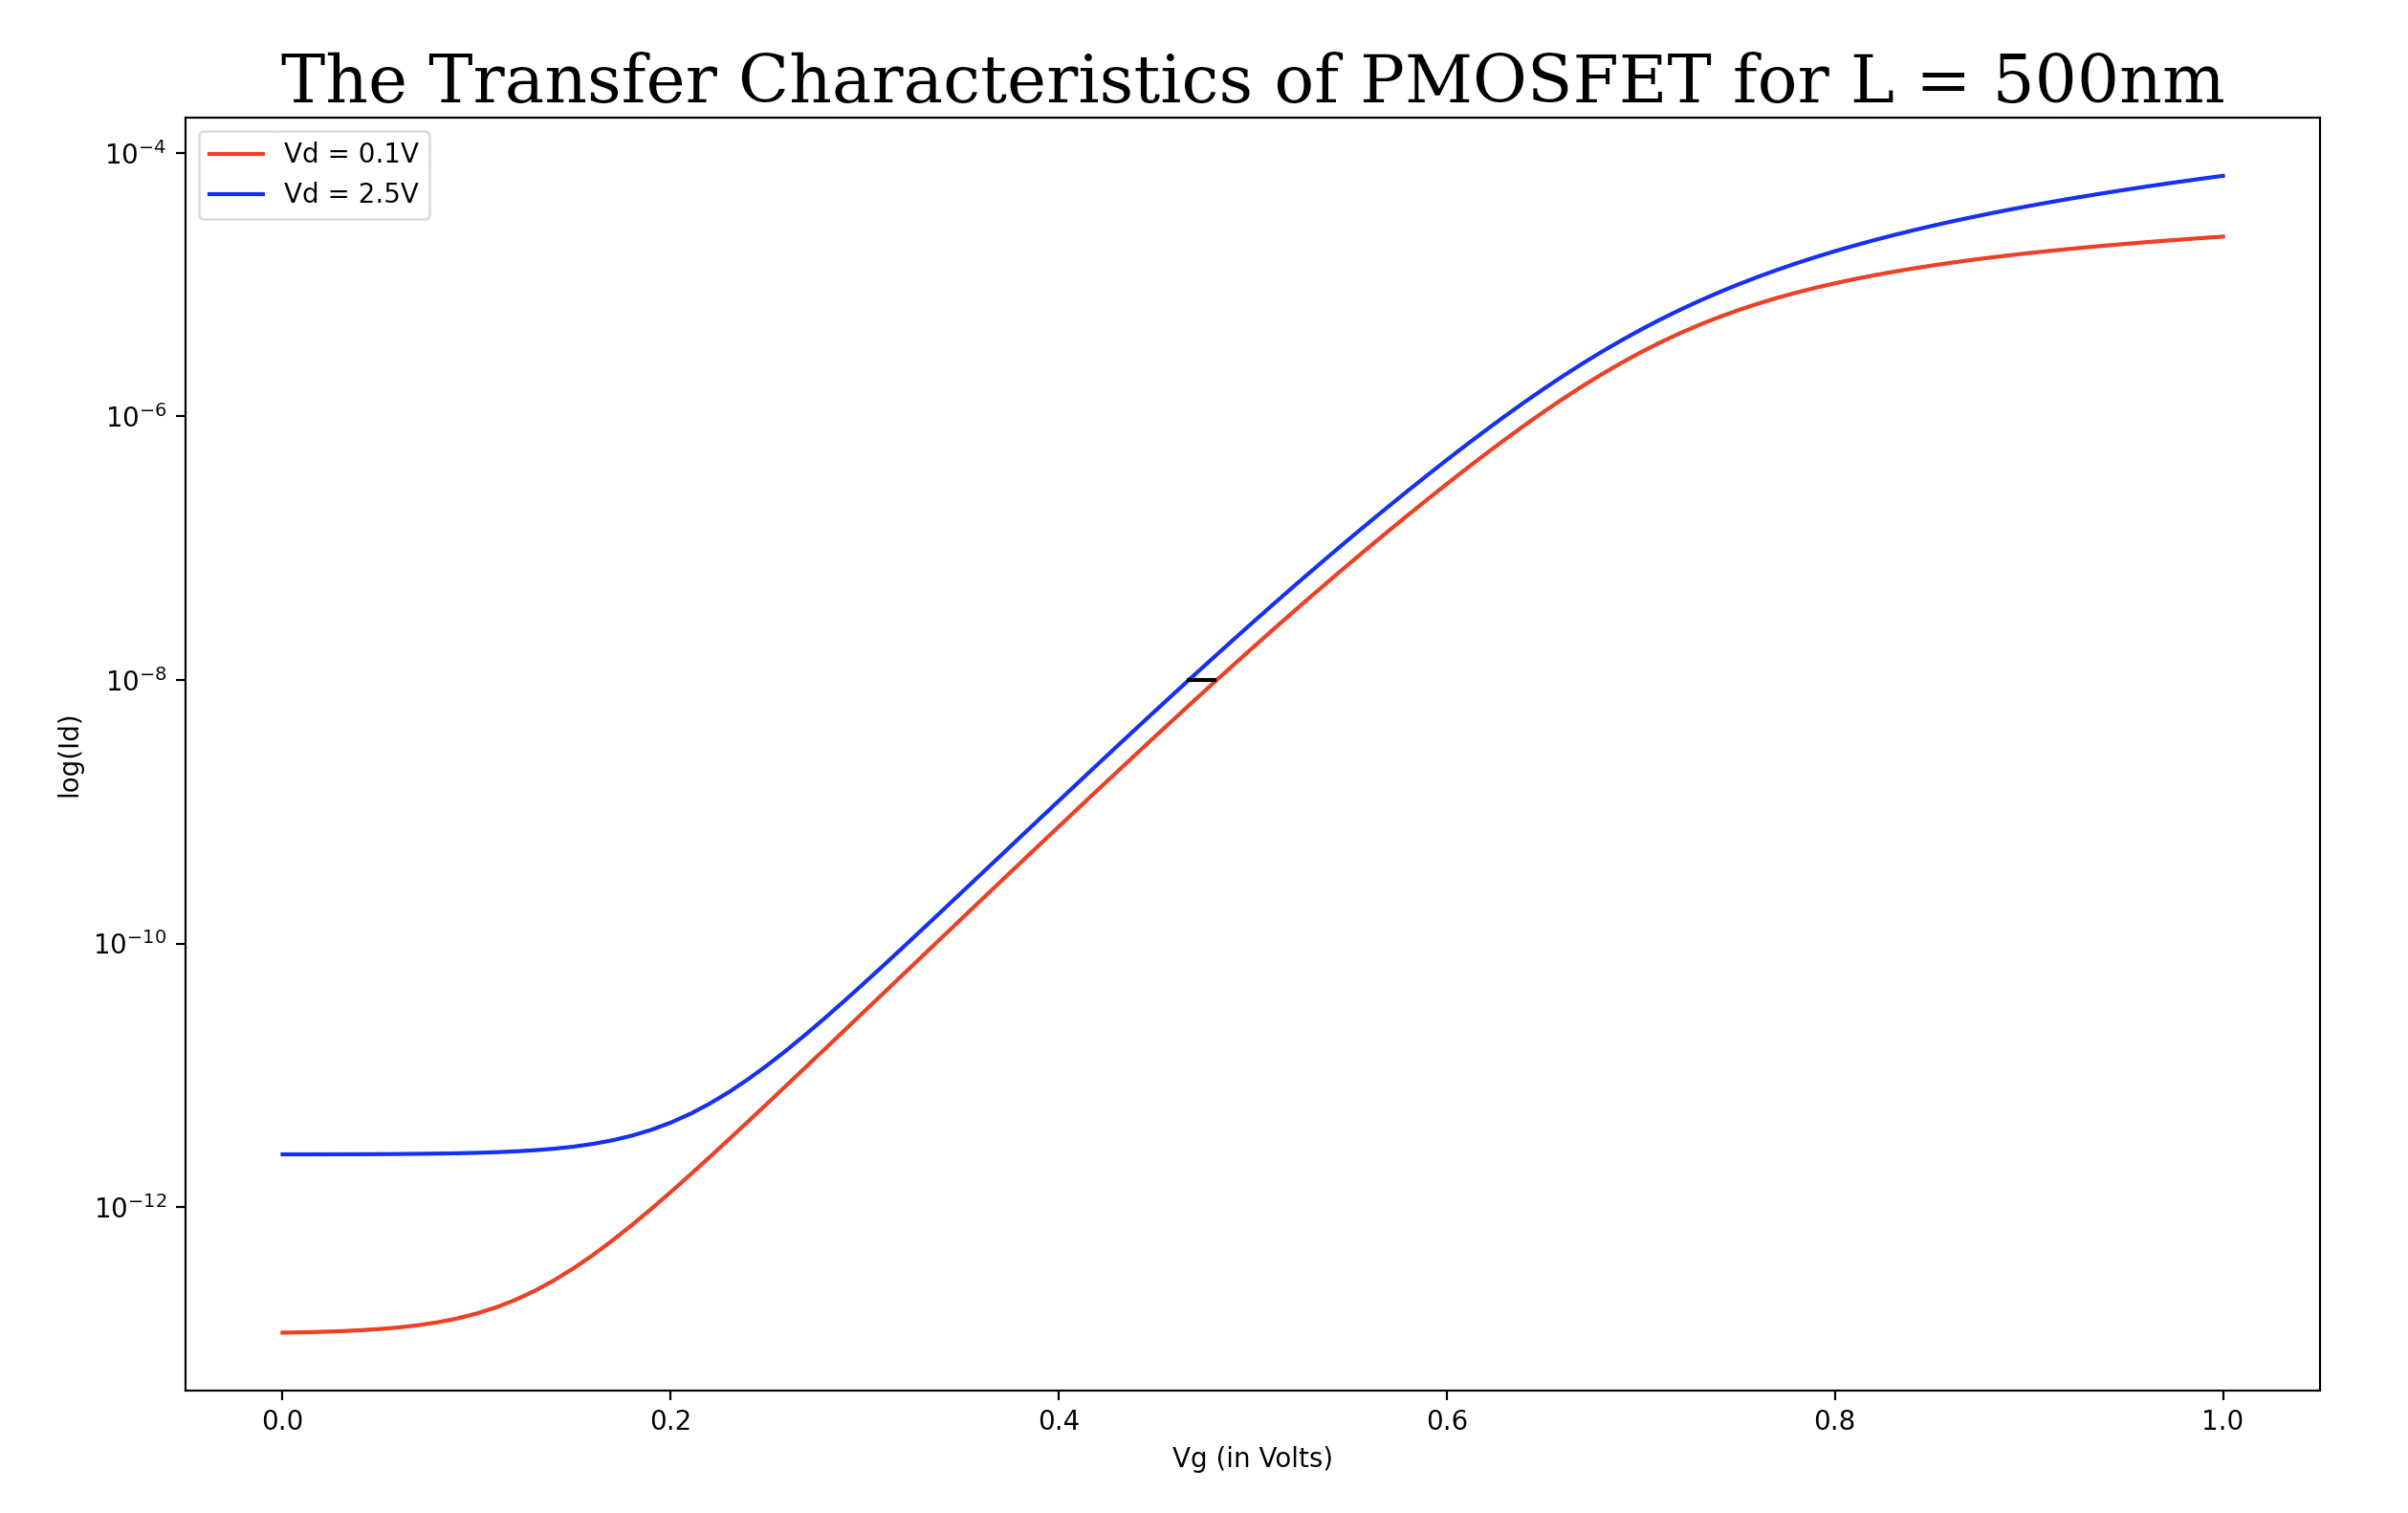 The Transfer Characteristics of PMOSFET for L = 500nm
Vd = 0.1V
Vd = 2.5V
10⁻⁴
10⁻⁶
10⁻⁸
10⁻¹⁰
10⁻¹²
log(Id)
0.0 0.2 0.4 0.6 0.8 1.0
Vg (in Volts)